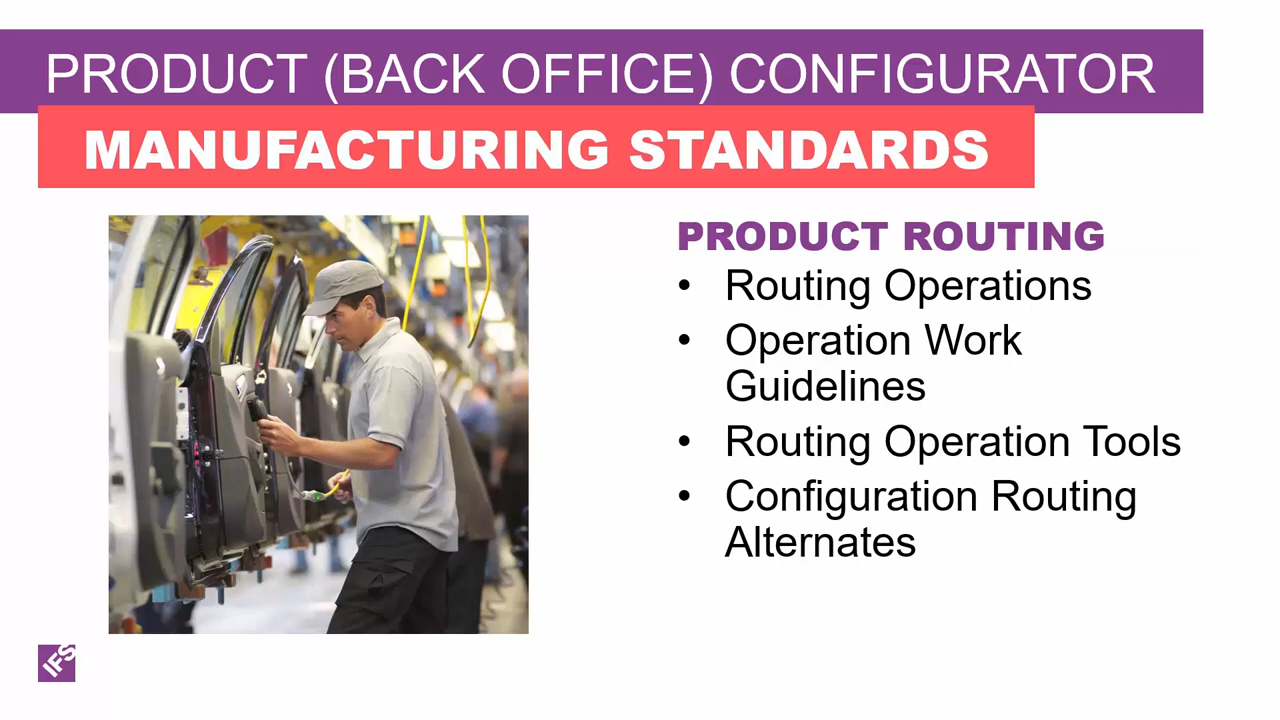 PRODUCT (BACK OFFICE) CONFIGURATOR
MANUFACTURING STANDARDS
PRODUCT ROUTING
• Routing Operations
• Operation Work
Guidelines
• Routing Operation Tools
• Configuration Routing
Alternates
IFS